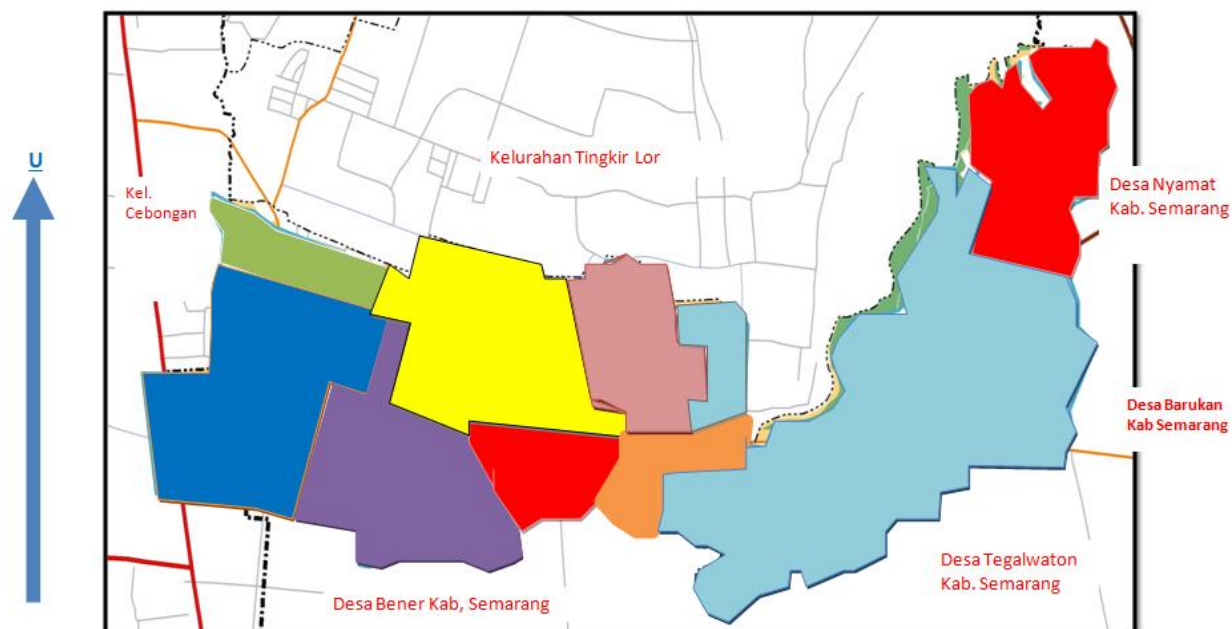 U
Kelurahan Tingkir Lor
Kel.
Cebongan
Desa Nyamat
Kab. Semarang
Desa Barukan
Kab Semarang
Desa Tegalwaton
Kab. Semarang
Desa Bener Kab, Semarang